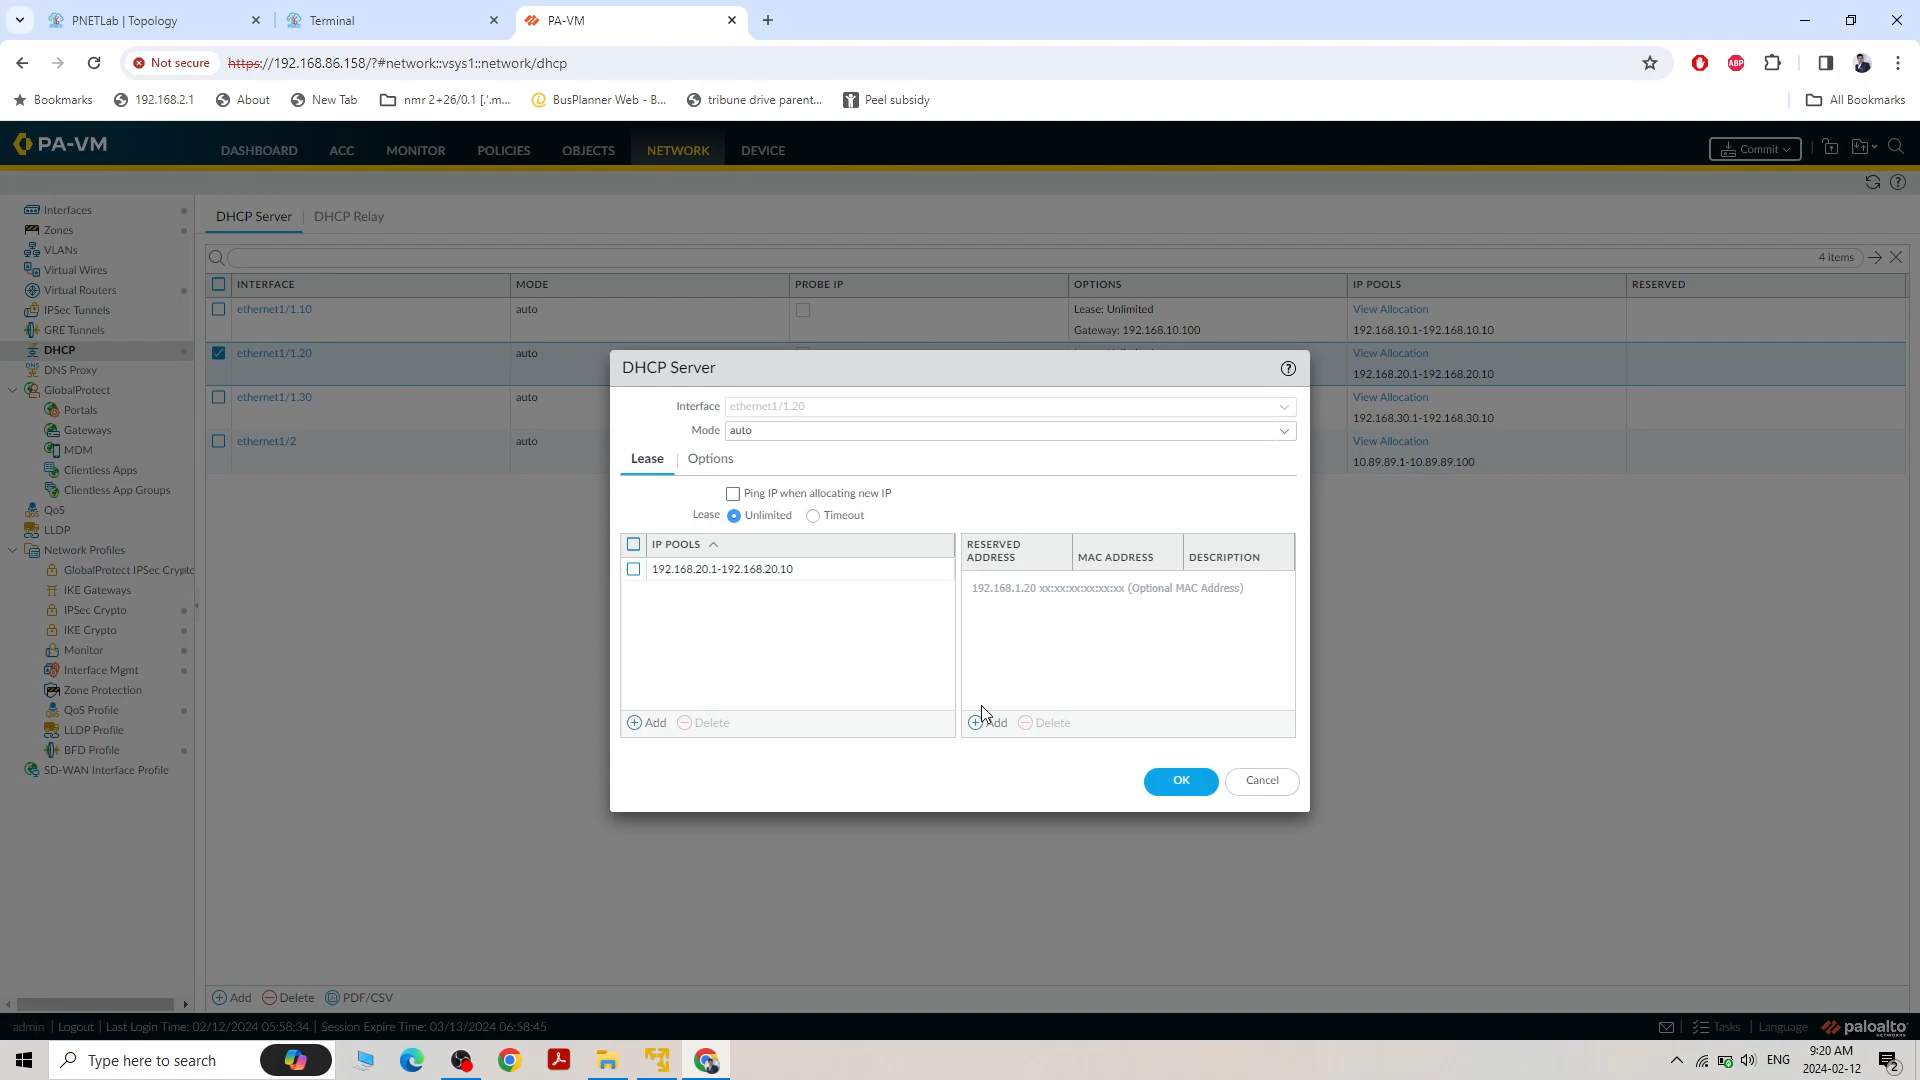 PNETLab | Topology
Terminal
PA-VM
Not secure
https://192.168.86.158/?#network::vsys1::network/dhcp
ABP
Bookmarks
192.168.2.1
About
New Tab
nmr 2+26/0.1 [.'.m...
BusPlanner Web - B...
tribune drive parent...
Peel subsidy
All Bookmarks
PA-VM
DASHBOARD
ACC
MONITOR
POLICIES
OBJECTS
NETWORK
DEVICE
Commit
Interfaces
Zones
VLANs
Virtual Wires
Virtual Routers
IPSec Tunnels
GRE Tunnels
DHCP
DNS Proxy
GlobalProtect
Portals
Gateways
MDM
Clientless Apps
Clientless App Groups
QoS
LLDP
Network Profiles
GlobalProtect IPSec Crypto
IKE Gateways
IPSec Crypto
IKE Crypto
Monitor
Interface Mgmt
Zone Protection
QoS Profile
LLDP Profile
BFD Profile
SD-WAN Interface Profile
DHCP Server
DHCP Relay
4 items
INTERFACE MODE PROBE IP OPTIONS IP POOLS RESERVED
ethernet1/1.10 auto Lease: Unlimited View Allocation
Gateway: 192.168.10.100 192.168.10.1-192.168.10.10
ethernet1/1.20 auto View Allocation
192.168.20.1-192.168.20.10
ethernet1/1.30 auto View Allocation
192.168.30.1-192.168.30.10
ethernet1/2 auto View Allocation
10.89.89.1-10.89.89.100
DHCP Server
Interface ethernet1/1.20
Mode auto
Lease
Options
Ping IP when allocating new IP
Lease Unlimited Timeout
IP POOLS
192.168.20.1-192.168.20.10
Add Delete
RESERVED ADDRESS MAC ADDRESS DESCRIPTION
192.168.1.20 xx:xx:xx:xx:xx:xx (Optional MAC Address)
Add Delete
OK
Cancel
Add Delete PDF/CSV
admin | Logout | Last Login Time: 02/12/2024 05:58:34 | Session Expire Time: 03/13/2024 06:58:45
Tasks | Language
paloalto
NETWORKS
Type here to search
ENG
9:20 AM
2024-02-12
2